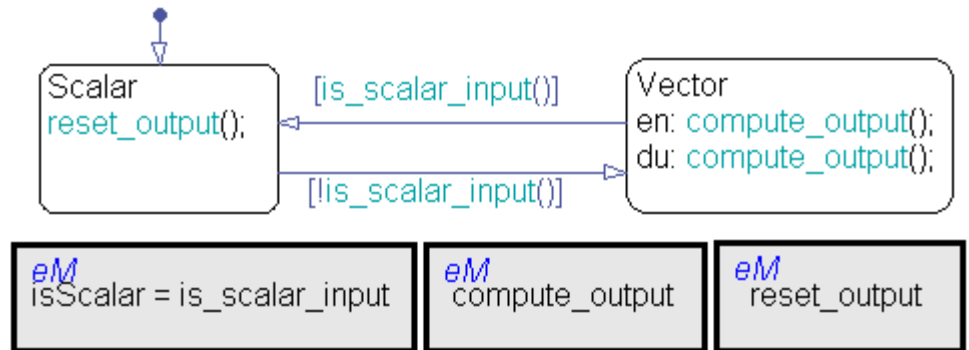 Scalar
reset_output();
[is_scalar_input()]
[!is_scalar_input()]
Vector
en: compute_output();
du: compute_output();
eM
isScalar = is_scalar_input
eM
compute_output
eM
reset_output